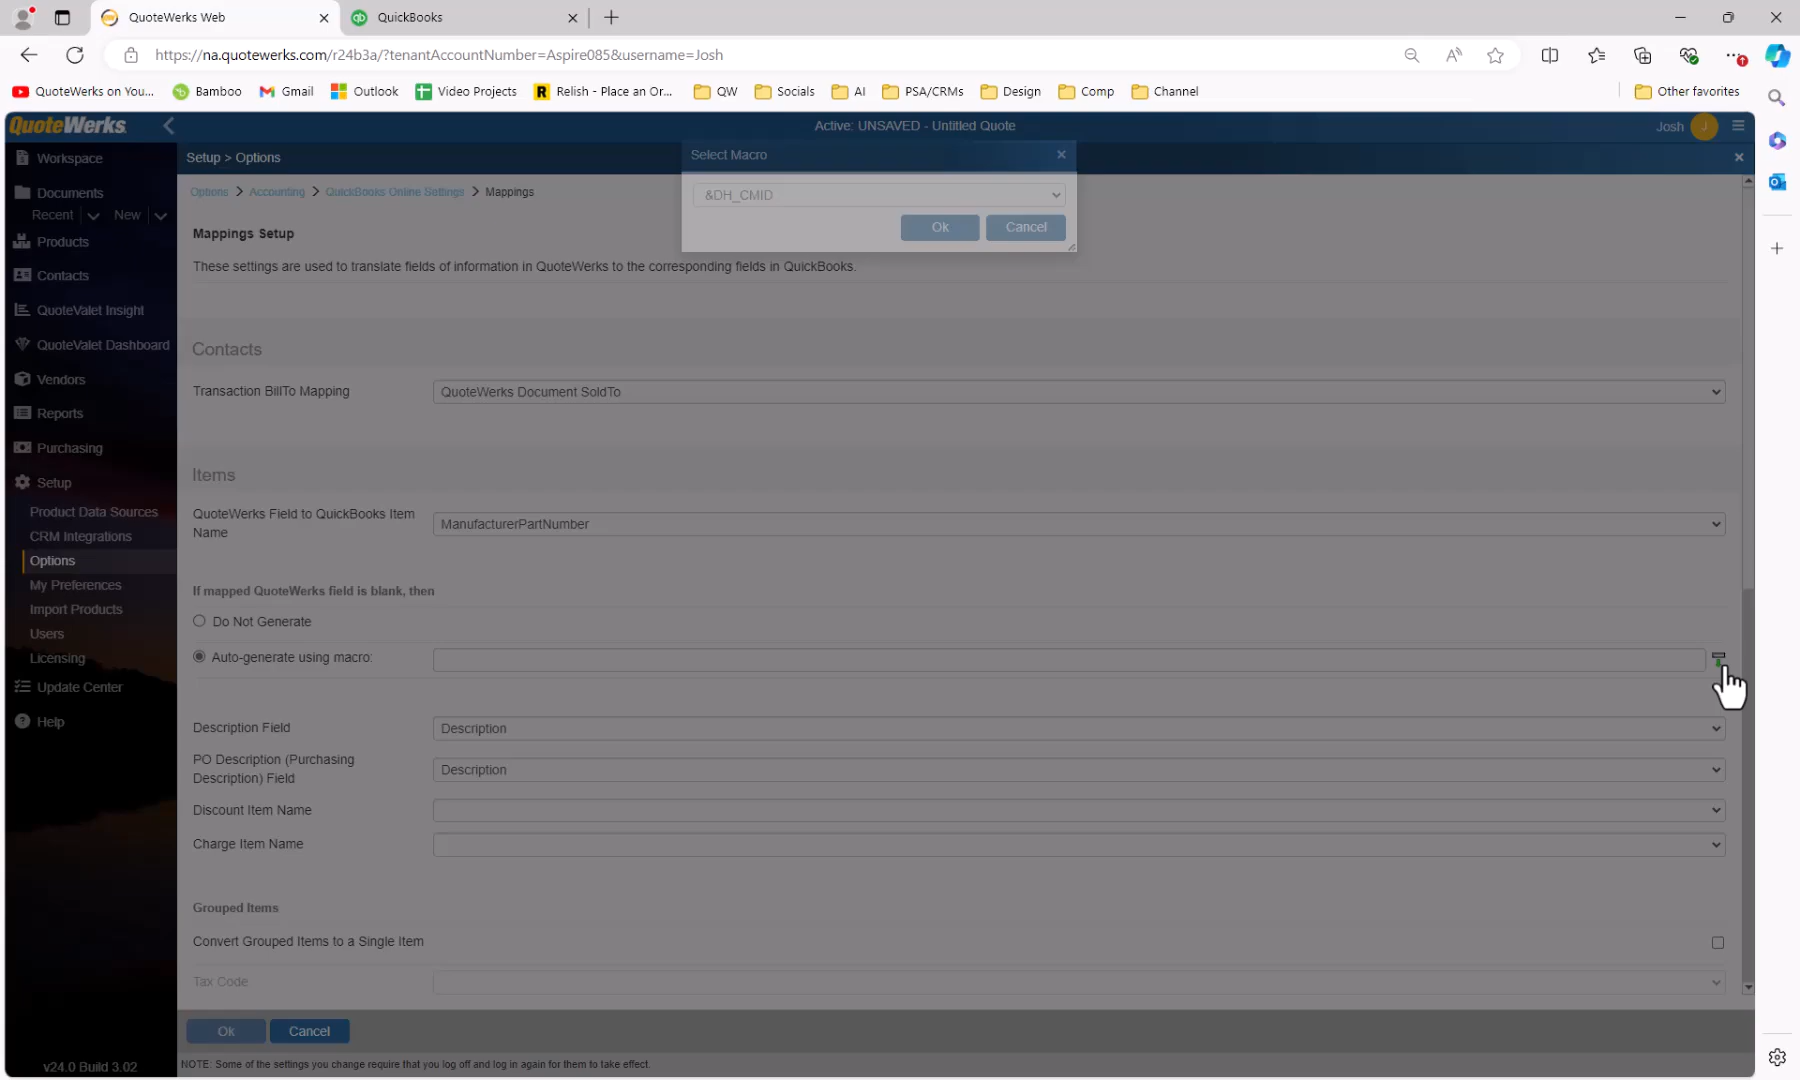 QuoteWerks Web
QuickBooks
https://na.quotewerks.com/r24b3a/?tenantAccountNumber=Aspire085&username=Josh
QuoteWerks on You...
Bamboo
Gmail
Outlook
Video Projects
Relish - Place an Or...
QW
Socials
AI
PSA/CRMs
Design
Comp
Channel
Other favorites
QuoteWerks
Active: UNSAVED - Untitled Quote
Josh J
Workspace
Documents
Recent
New
Products
Contacts
QuoteValet Insight
QuoteValet Dashboard
Vendors
Reports
Purchasing
Setup
Product Data Sources
CRM Integrations
Options
My Preferences
Import Products
Users
Licensing
Update Center
Help
v24.0 Build 3.02
Setup > Options
Options > Accounting > QuickBooks Online Settings > Mappings
Select Macro
&DH_CMID
Ok
Cancel
Mappings Setup
These settings are used to translate fields of information in QuoteWerks to the corresponding fields in QuickBooks.
Contacts
Transaction BillTo Mapping
QuoteWerks Document SoldTo
Items
QuoteWerks Field to QuickBooks Item
Name
ManufacturerPartNumber
If mapped QuoteWerks field is blank, then
Do Not Generate
Auto-generate using macro:
Description Field
Description
PO Description (Purchasing
Description) Field
Description
Discount Item Name
Charge Item Name
Grouped Items
Convert Grouped Items to a Single Item
Tax Code
Ok
Cancel
NOTE: Some of the settings you change require that you log off and log in again for them to take effect.